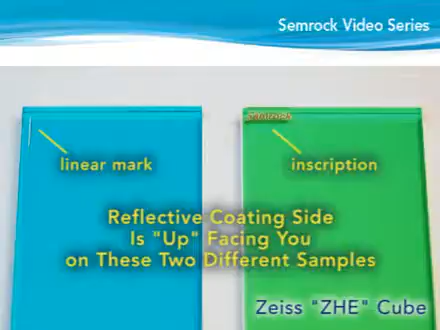 Semrock Video Series
Semrock
linear mark
inscription
Reflective Coating Side
Is "Up" Facing You
on These Two Different Samples
Zeiss "ZHE" Cube